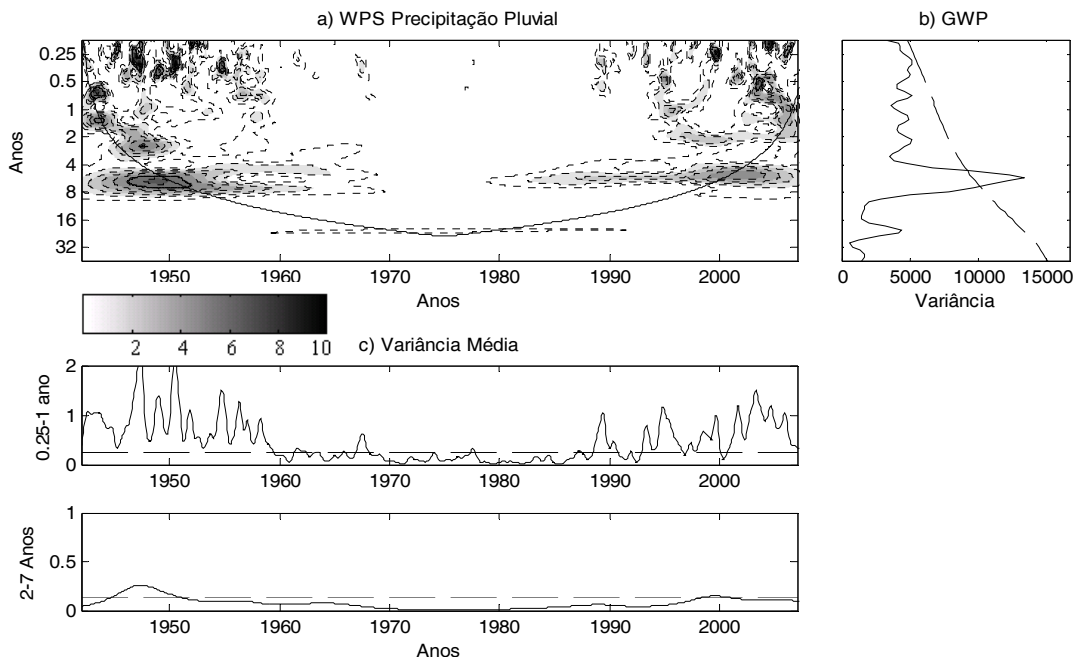 a) WPS Precipitação Pluvial
b) GWP
Anos
0.25
0.5
1
2
4
8
16
32
1950 1960 1970 1980 1990 2000
Anos
0 5000 10000 15000
Variância
2 4 6 8 10
c) Variância Média
0.25-1 ano
2
1
0
1950 1960 1970 1980 1990 2000
2-7 Anos
1
0.5
0
1950 1960 1970 1980 1990 2000
Anos